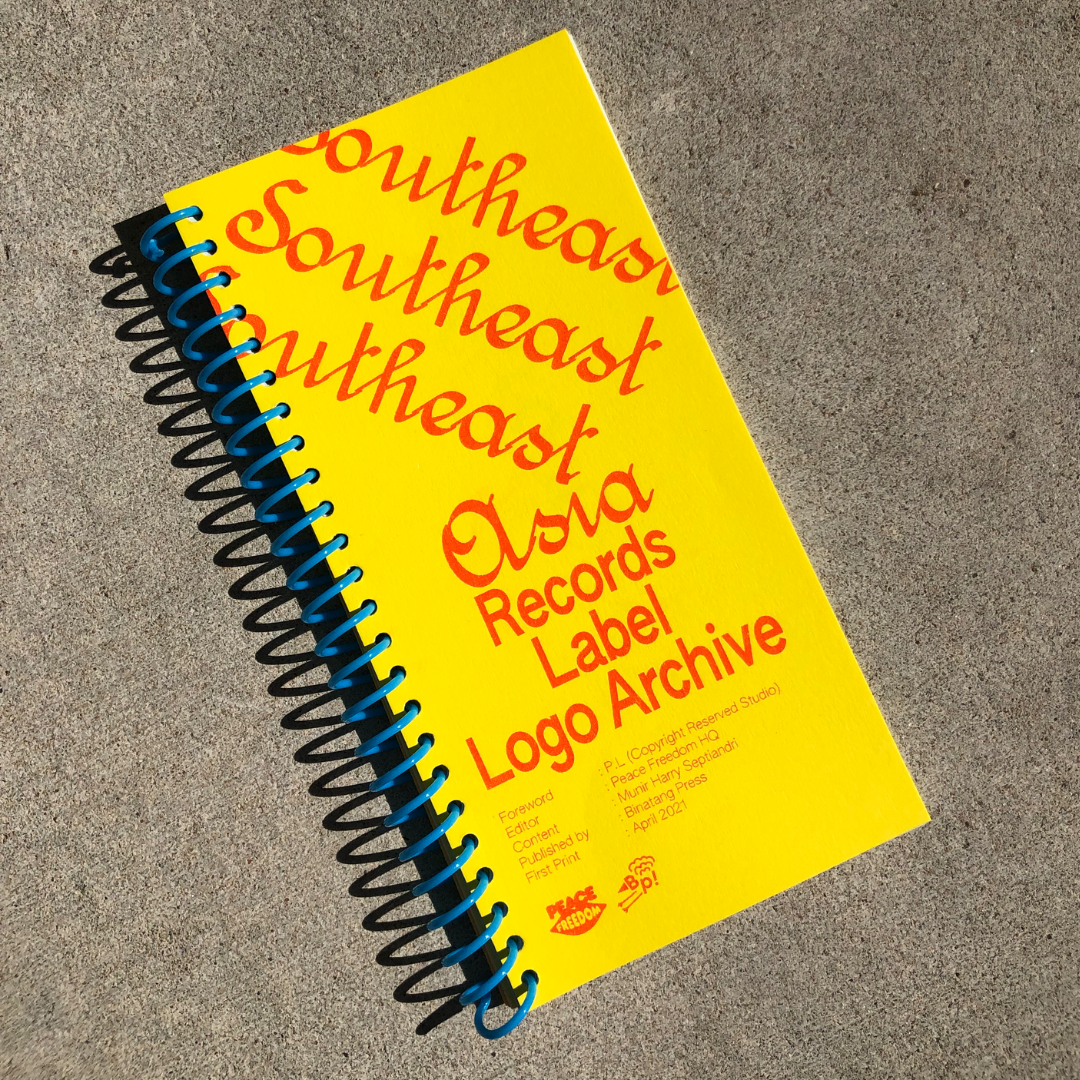 Southeast
Southeast
Southeast
Asia
Records
Label
Logo Archive
Foreword : P.L (Copyright Reserved Studio)
Editor : Peace Freedom HQ
Content : Munir Harry Septiandri
Published by : Binatang Press
First Print : April 2021
PEACE
FREEDOM
Bp!